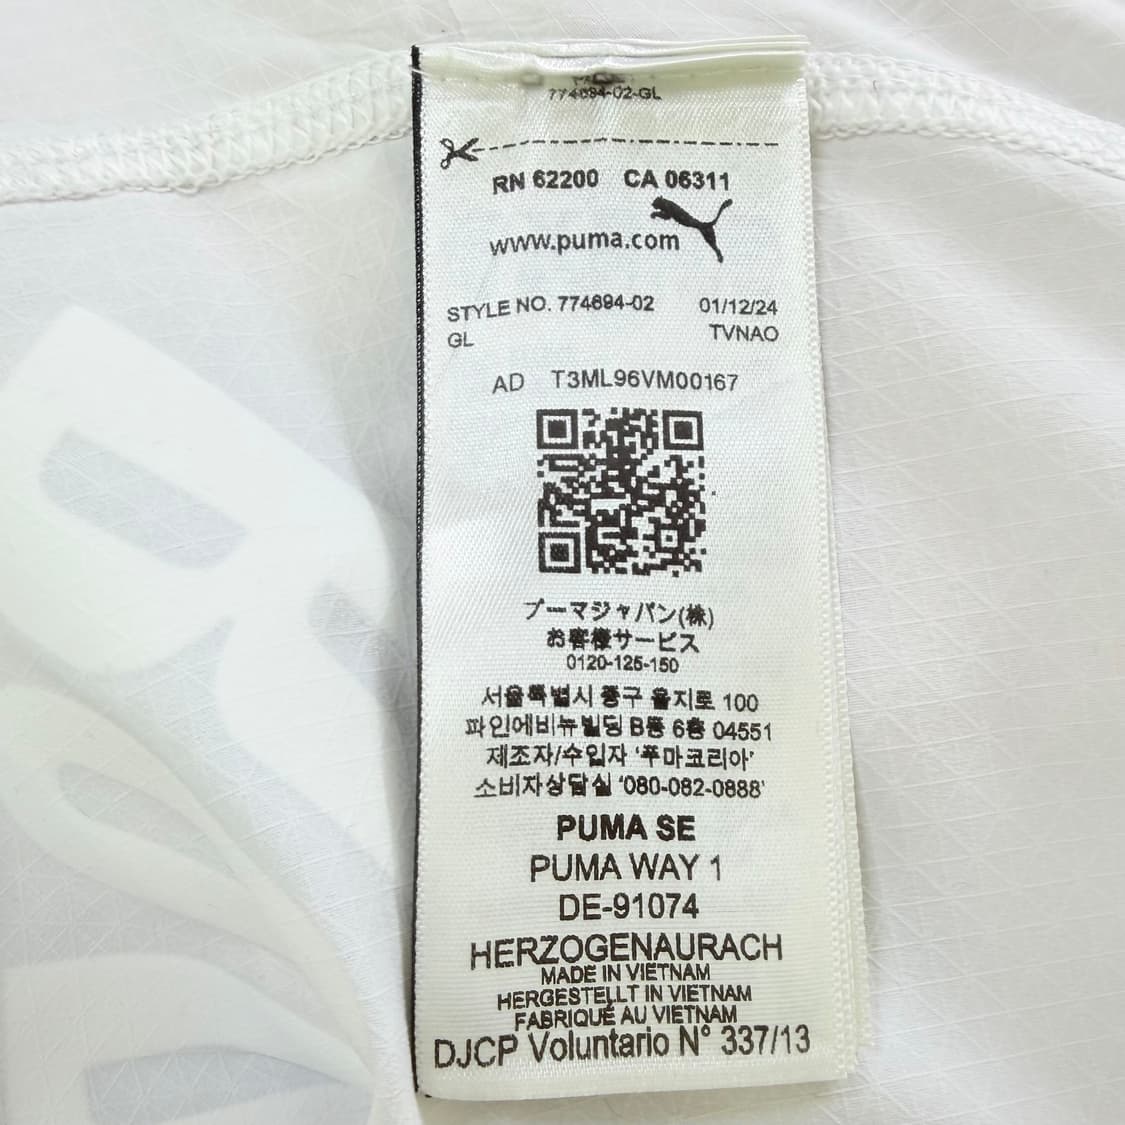 774694-02-GL
RN 62200 CA 06311
www.puma.com
STYLE NO. 774694-02 01/12/24
GL TVNAO
AD T3ML96VM00167
プーマジャパン(株)
お客様サービス
0120-125-150
서울특별시 중구 을지로 100
파인에비뉴빌딩 B동 6층 04551
제조자/수입자 '푸마코리아'
소비자상담실 '080-082-0888'
PUMA SE
PUMA WAY 1
DE-91074
HERZOGENAURACH
MADE IN VIETNAM
HERGESTELLT IN VIETNAM
FABRIQUÉ AU VIETNAM
DJCP Voluntario N° 337/13